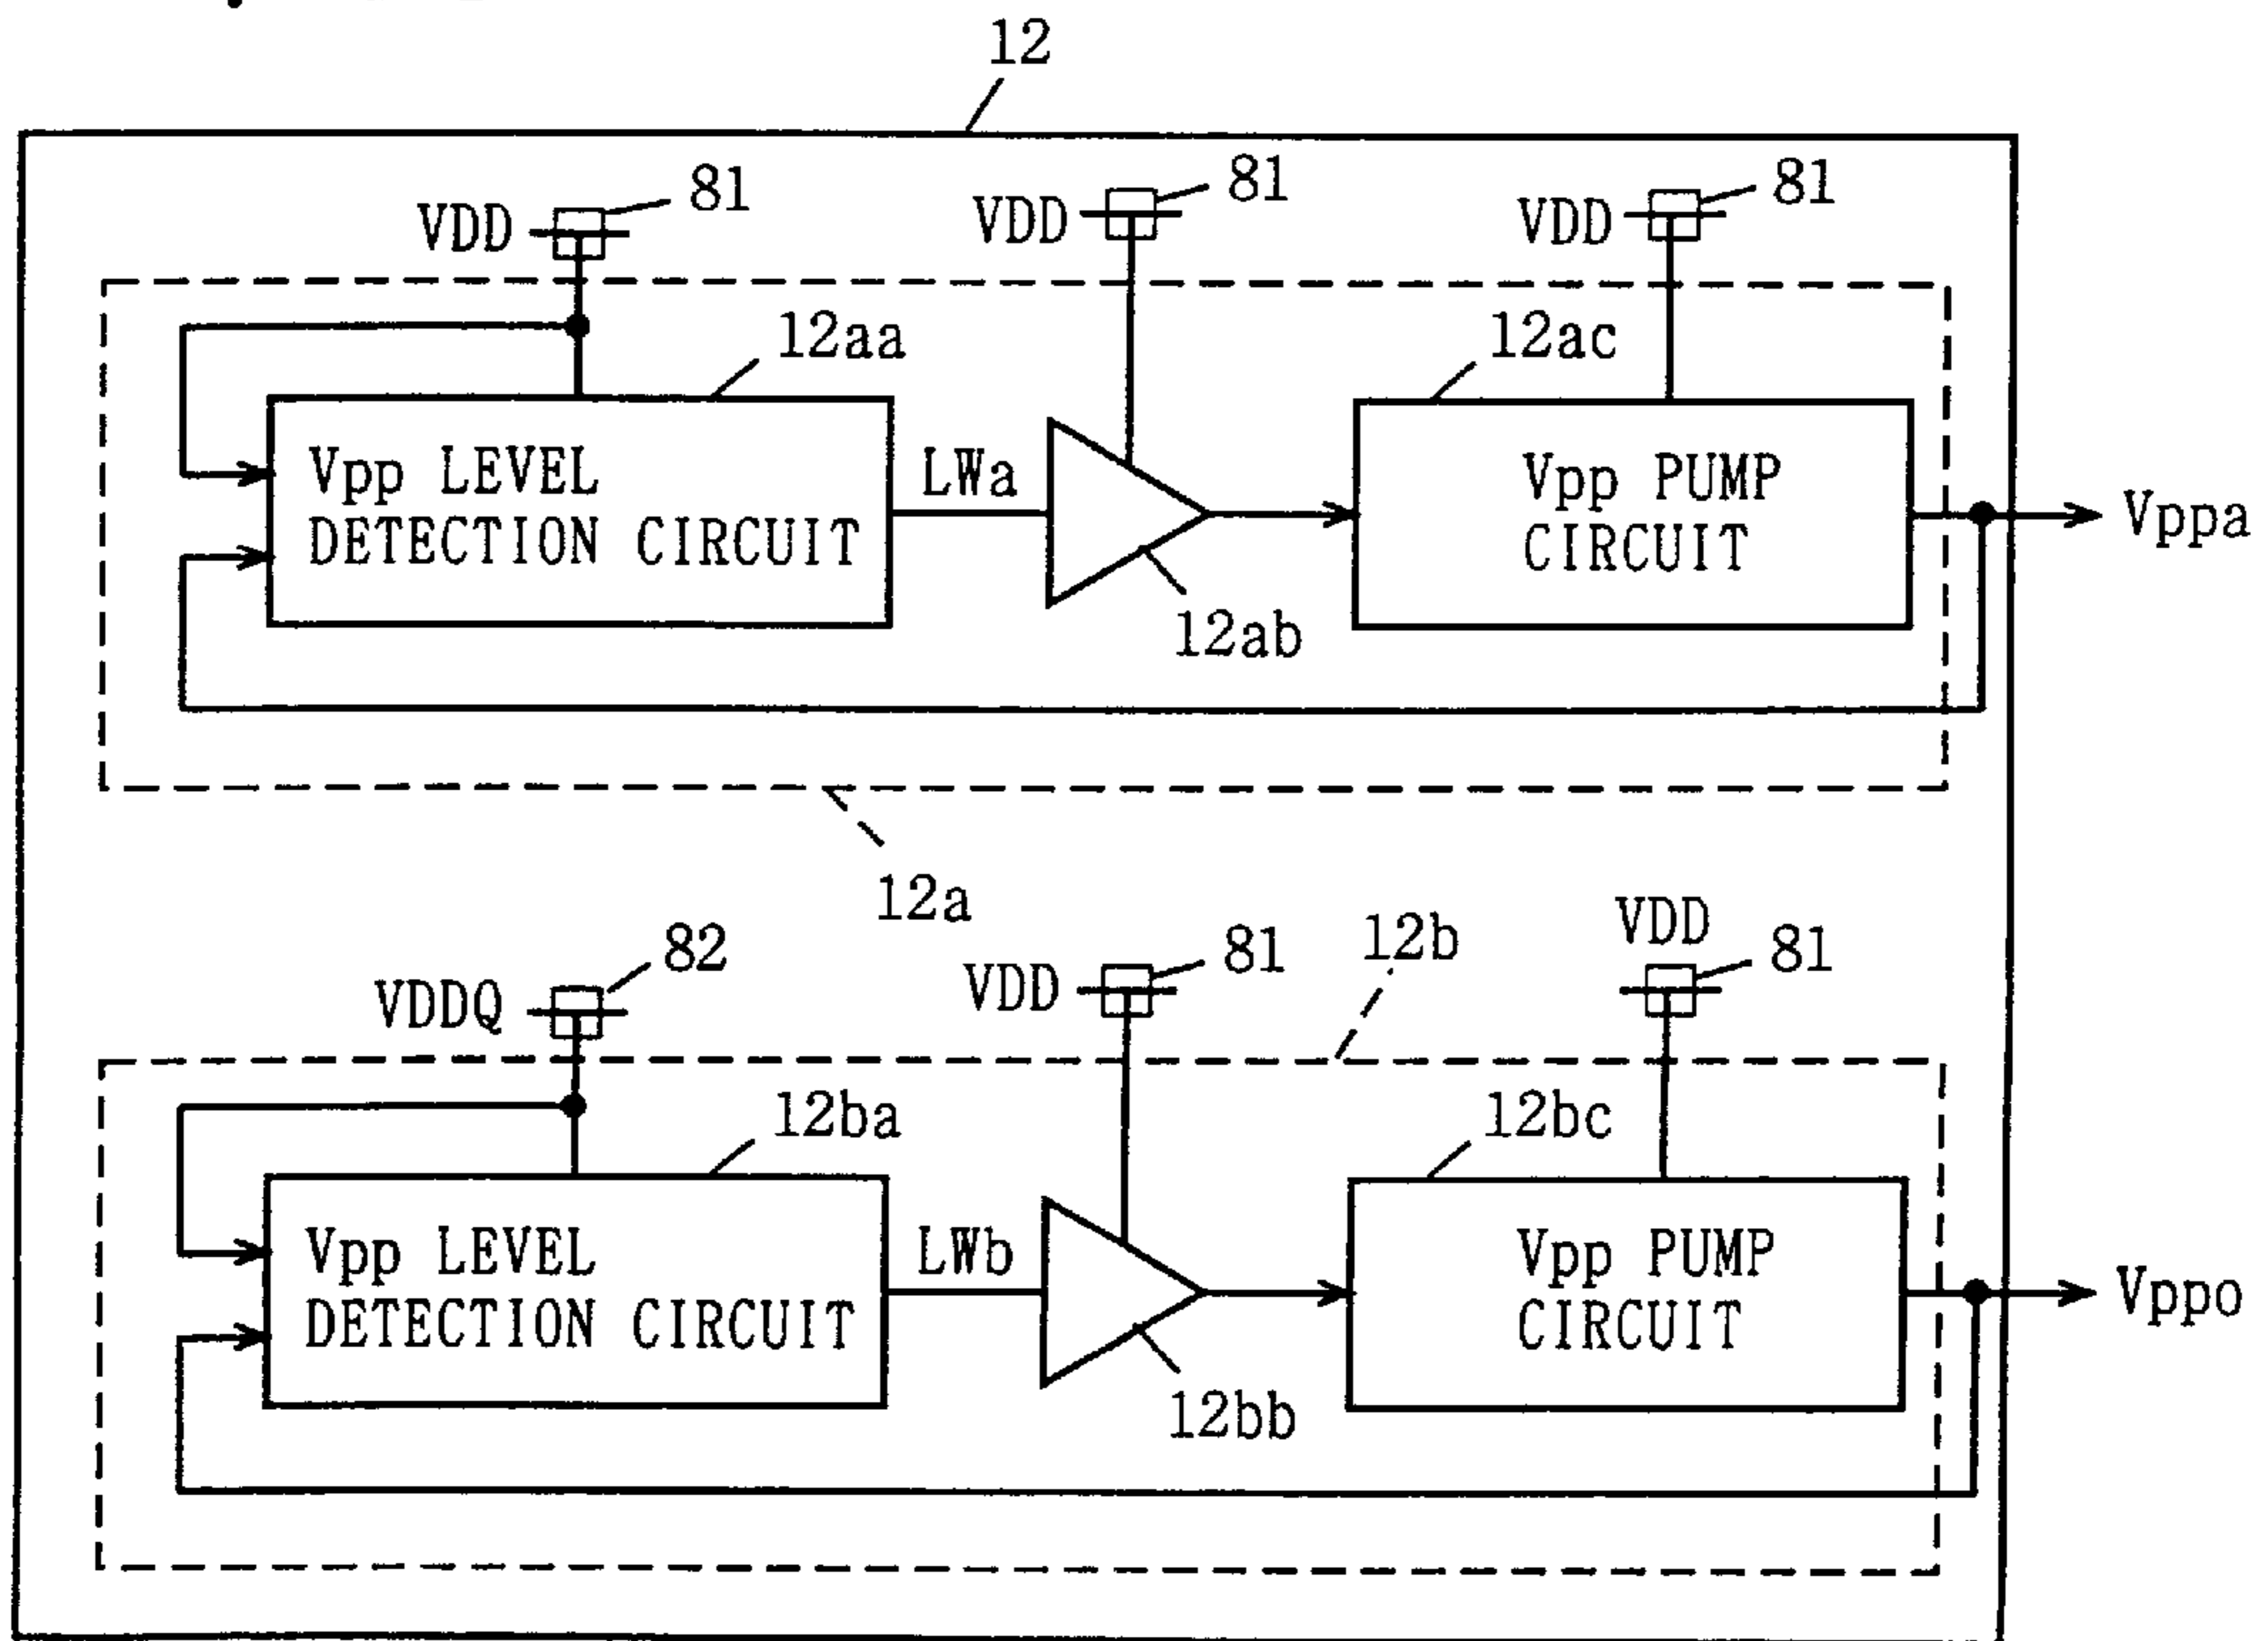 12
VDD 81
VDD 81
VDD 81
12aa
12ac
Vpp LEVEL
DETECTION CIRCUIT
LWa
Vpp PUMP
CIRCUIT
Vppa
12ab
12a
VDDQ 82
VDD 81
12b
VDD
81
12ba
12bc
Vpp LEVEL
DETECTION CIRCUIT
LWb
Vpp PUMP
CIRCUIT
Vppo
12bb